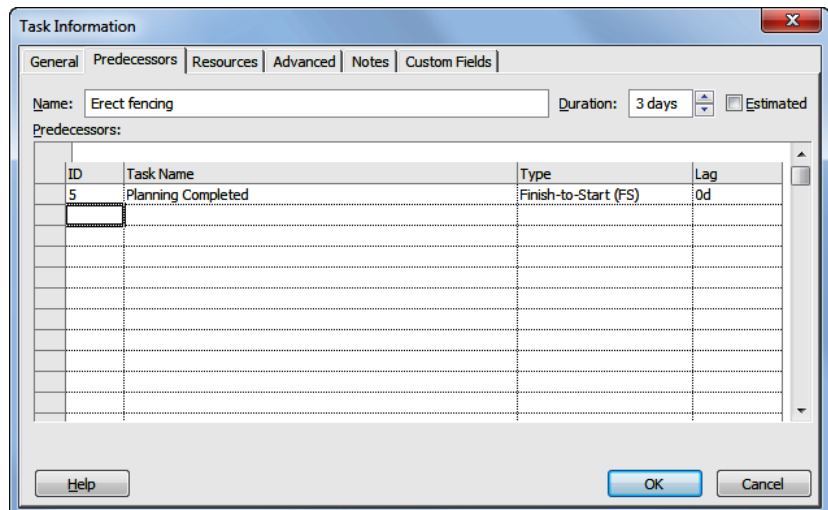 Task Information
General Predecessors Resources Advanced Notes Custom Fields
Name: Erect fencing Duration: 3 days Estimated
Predecessors:
ID Task Name Type Lag
5 Planning Completed Finish-to-Start (FS) 0d
Help OK Cancel